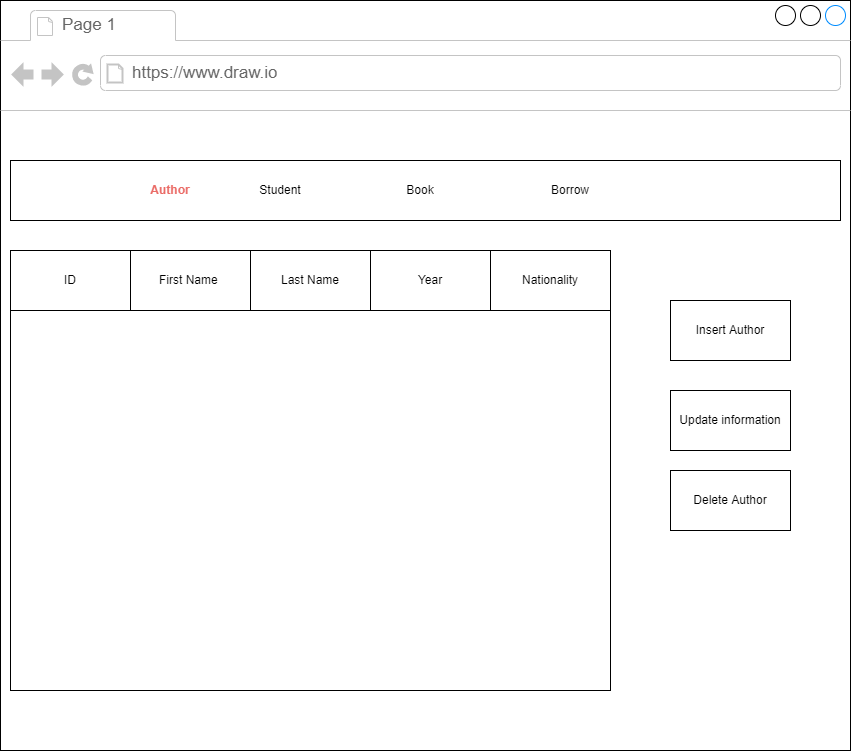 Page 1
https://www.draw.io
Author Student Book Borrow
ID First Name Last Name Year Nationality
Insert Author
Update information
Delete Author